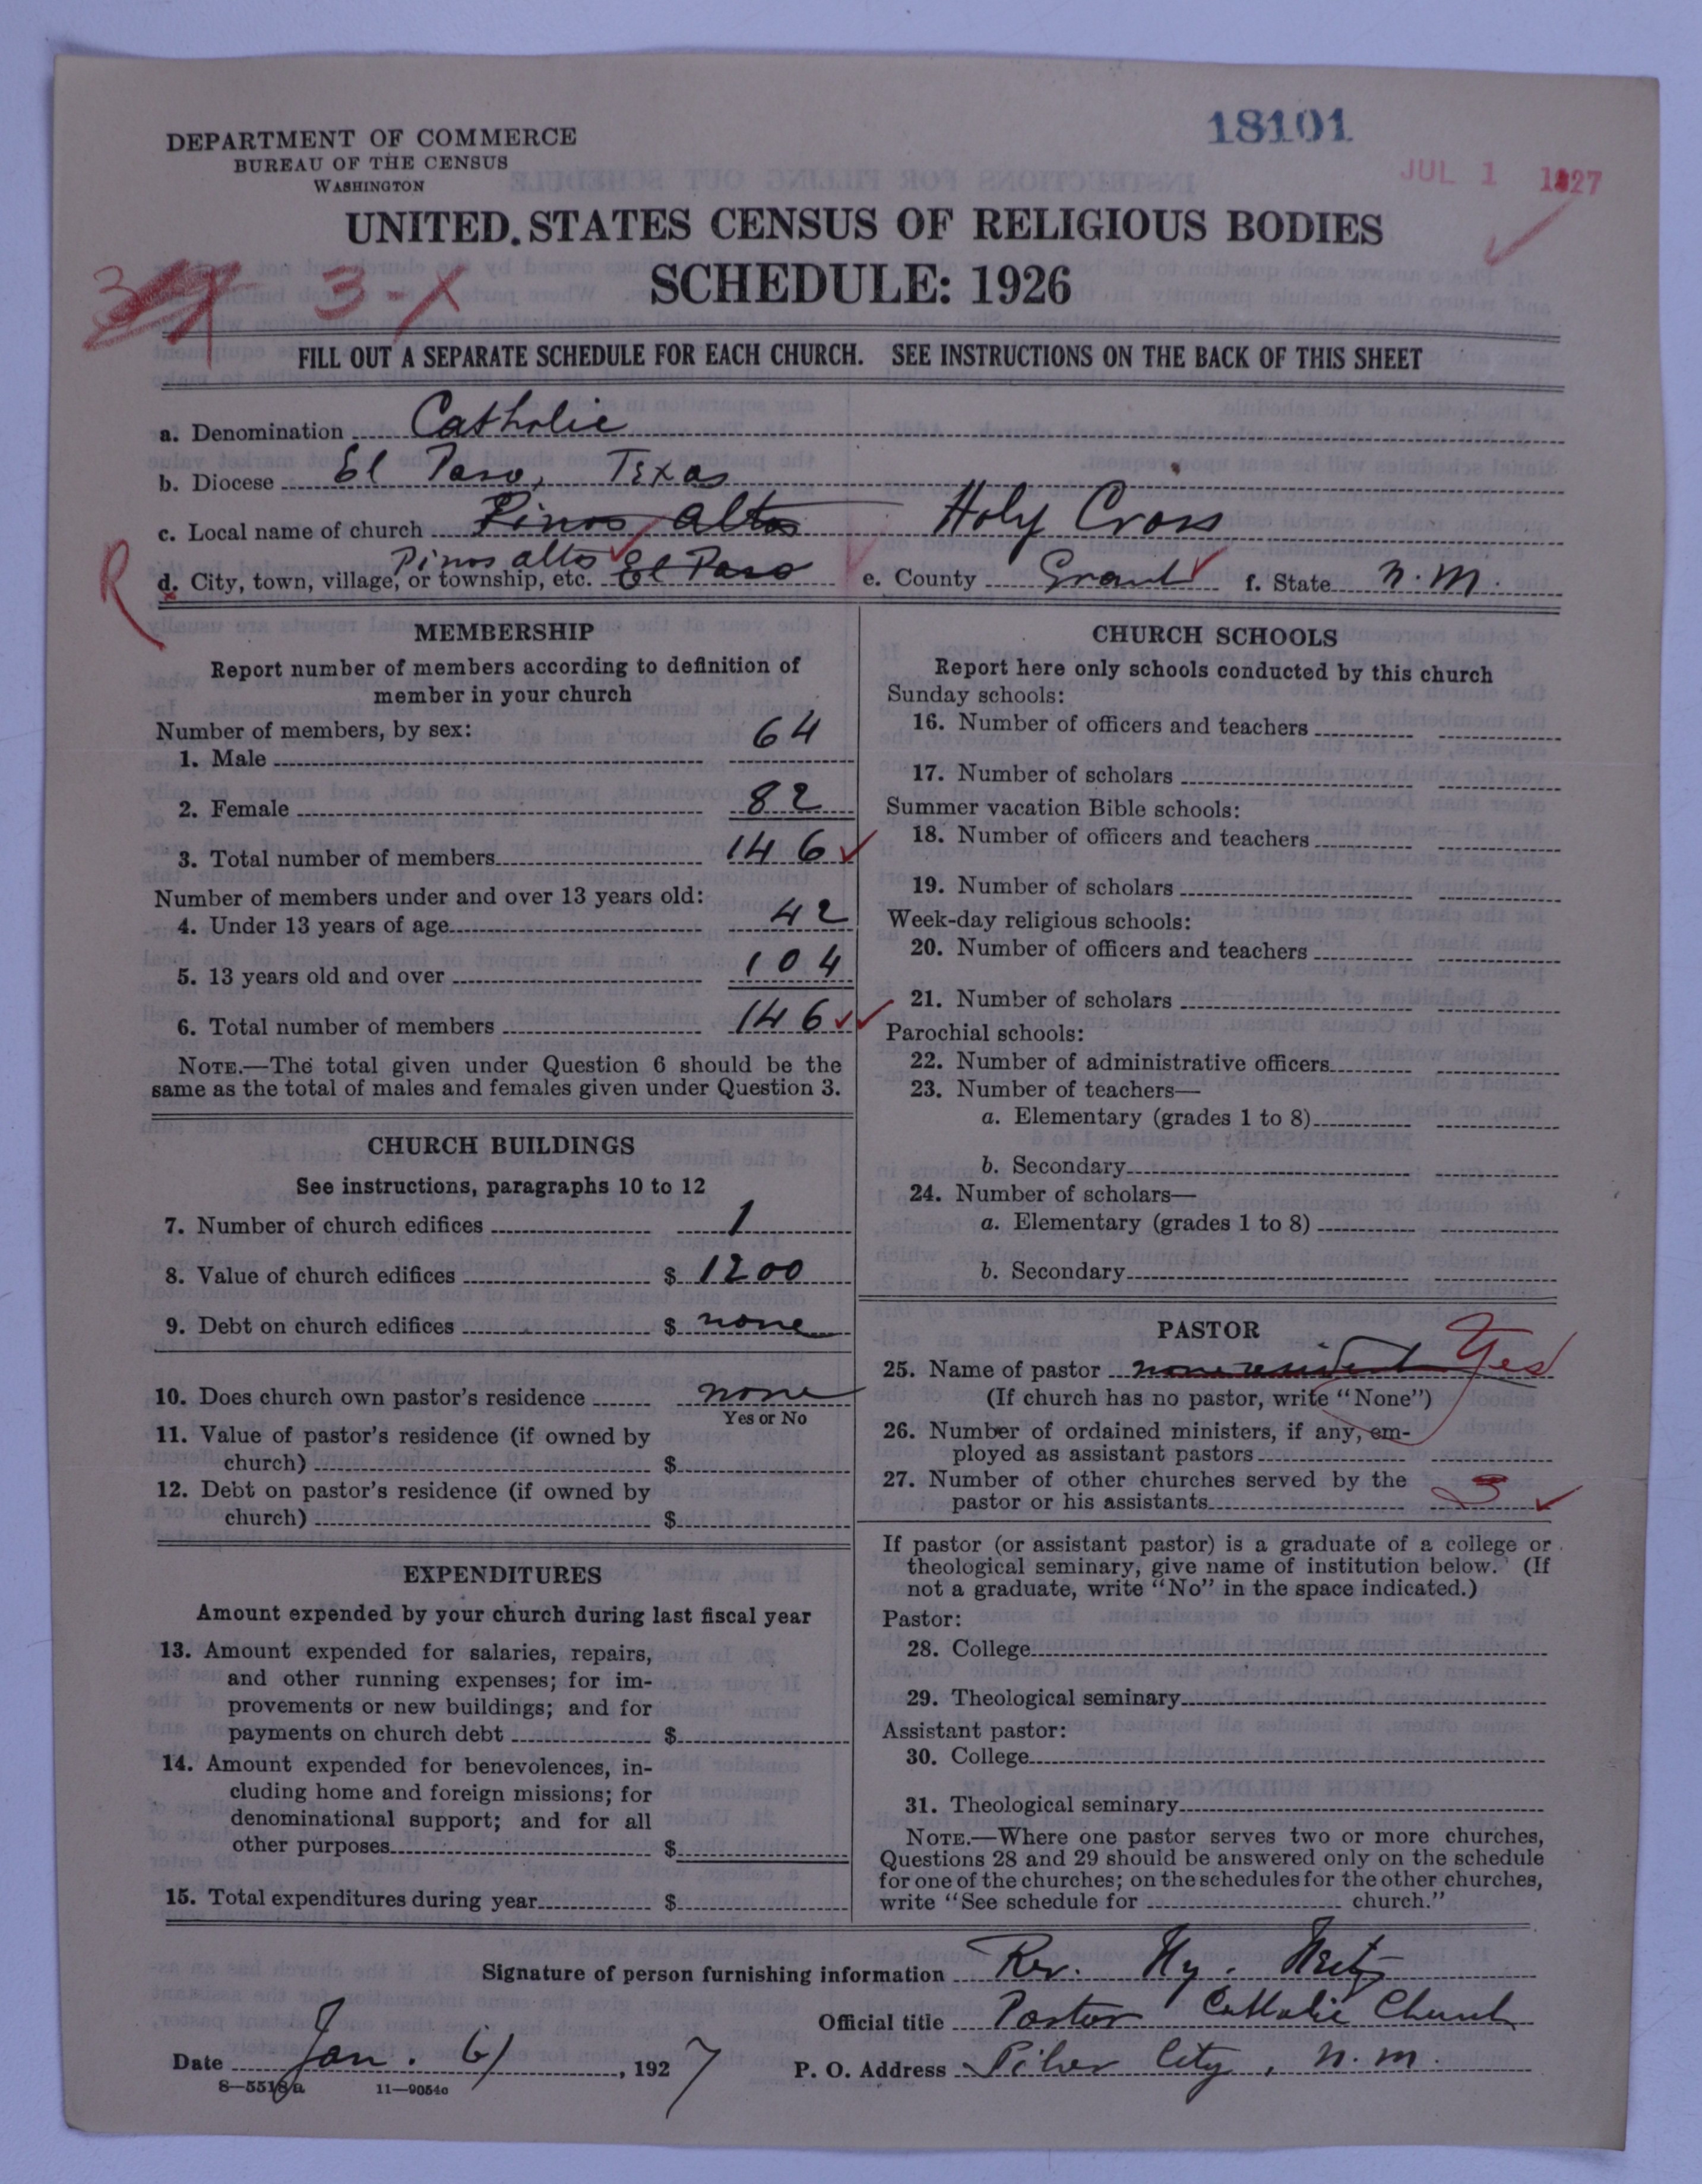 18101
DEPARTMENT OF COMMERCE
BUREAU OF THE CENSUS
WASHINGTON
JUL 1 1927
UNITED STATES CENSUS OF RELIGIOUS BODIES
3-X
SCHEDULE: 1926
FILL OUT A SEPARATE SCHEDULE FOR EACH CHURCH. SEE INSTRUCTIONS ON THE BACK OF THIS SHEET
a. Denomination Catholic
b. Diocese El Paso, Texas
c. Local name of church Pinos Altos Holy Cross
Pinos altos
R
d. City, town, village, or township, etc. El Paso e. County Grant f. State N.M.
MEMBERSHIP
Report number of members according to definition of
member in your church
Number of members, by sex:
1. Male 64
2. Female 82
3. Total number of members 146
Number of members under and over 13 years old:
4. Under 13 years of age 42
5. 13 years old and over 104
6. Total number of members 146
NOTE.—The total given under Question 6 should be the
same as the total of males and females given under Question 3.
CHURCH BUILDINGS
See instructions, paragraphs 10 to 12
7. Number of church edifices 1
8. Value of church edifices $ 1200
9. Debt on church edifices $ none
10. Does church own pastor's residence none
Yes or No
11. Value of pastor's residence (if owned by
church) $
12. Debt on pastor's residence (if owned by
church) $
EXPENDITURES
Amount expended by your church during last fiscal year
13. Amount expended for salaries, repairs,
and other running expenses; for im-
provements or new buildings; and for
payments on church debt $
14. Amount expended for benevolences, in-
cluding home and foreign missions; for
denominational support; and for all
other purposes $
15. Total expenditures during year $
CHURCH SCHOOLS
Report here only schools conducted by this church
Sunday schools:
16. Number of officers and teachers
17. Number of scholars
Summer vacation Bible schools:
18. Number of officers and teachers
19. Number of scholars
Week-day religious schools:
20. Number of officers and teachers
21. Number of scholars
Parochial schools:
22. Number of administrative officers
23. Number of teachers—
a. Elementary (grades 1 to 8)
b. Secondary
24. Number of scholars—
a. Elementary (grades 1 to 8)
b. Secondary
PASTOR
25. Name of pastor none resident Yes
(If church has no pastor, write "None")
26. Number of ordained ministers, if any, em-
ployed as assistant pastors
27. Number of other churches served by the
pastor or his assistants 3
If pastor (or assistant pastor) is a graduate of a college or
theological seminary, give name of institution below. (If
not a graduate, write "No" in the space indicated.)
Pastor:
28. College
29. Theological seminary
Assistant pastor:
30. College
31. Theological seminary
NOTE.—Where one pastor serves two or more churches,
Questions 28 and 29 should be answered only on the schedule
for one of the churches; on the schedules for the other churches,
write "See schedule for church."
Signature of person furnishing information Rev. Hy.
Official title Pastor Catholic Church
Date Jan. 6, 1927 P. O. Address Silver City, N.M.
8—5518a 11—9054c